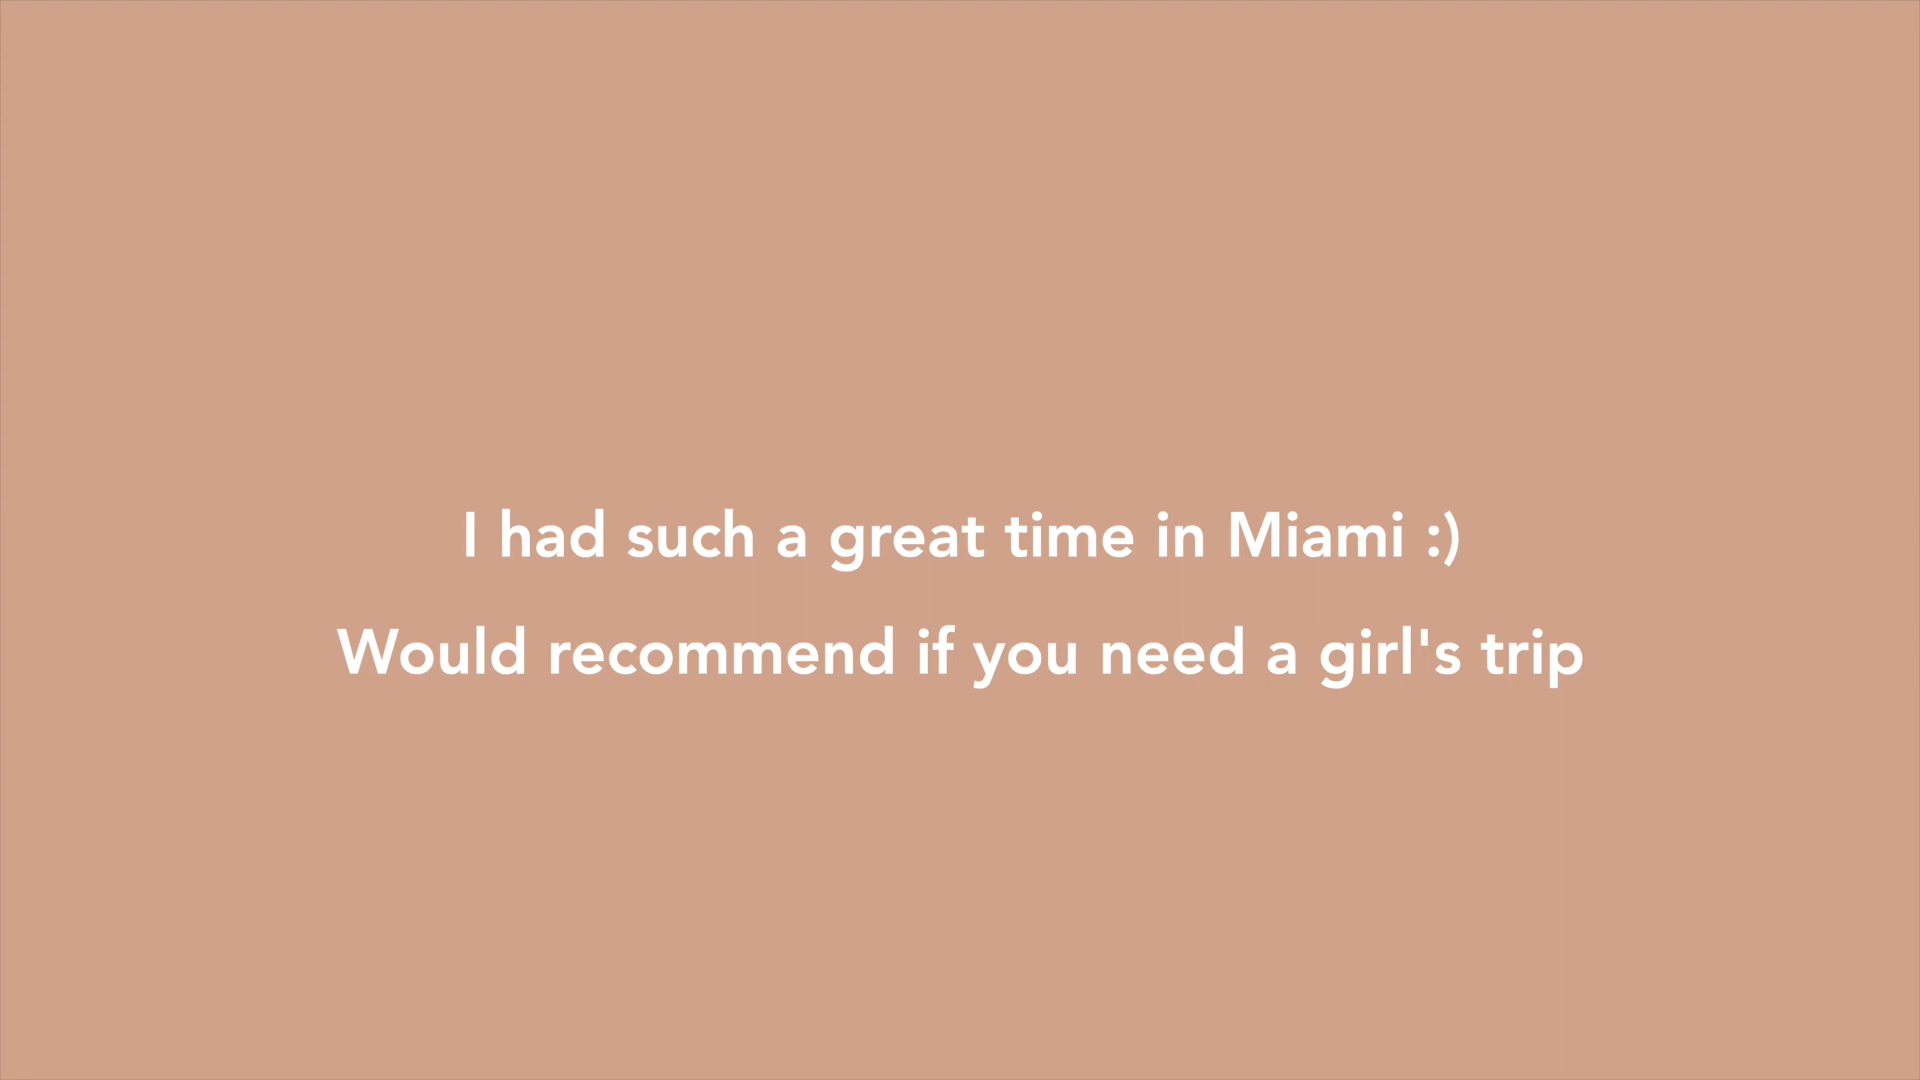 I had such a great time in Miami :)
Would recommend if you need a girl's trip